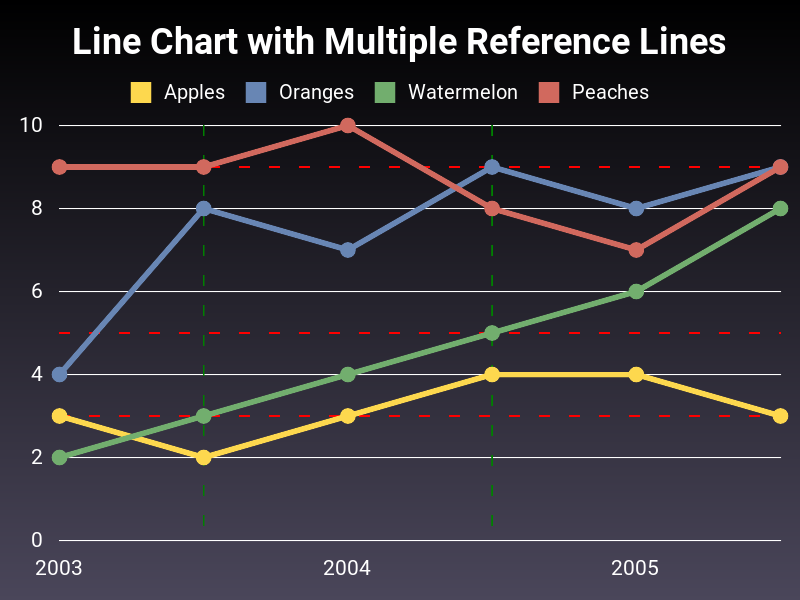 Line Chart with Multiple Reference Lines
Apples Oranges Watermelon Peaches
10
8
6
4
2
0
2003 2004 2005